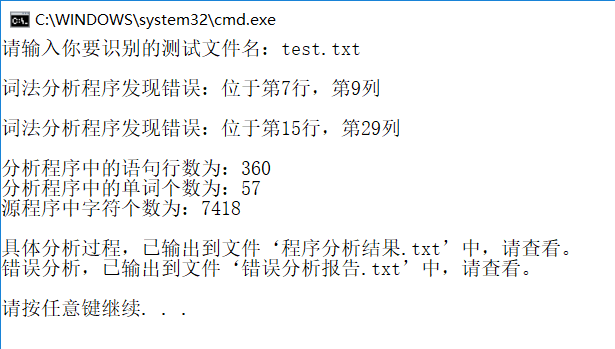 C:\WINDOWS\system32\cmd.exe
请输入你要识别的测试文件名：test.txt
词法分析程序发现错误：位于第7行，第9列
词法分析程序发现错误：位于第15行，第29列
分析程序中的语句行数为：360
分析程序中的单词个数为：57
源程序中字符个数为：7418
具体分析过程，已输出到文件‘程序分析结果.txt’中，请查看。
错误分析，已输出到文件‘错误分析报告.txt’中，请查看。
请按任意键继续. . .